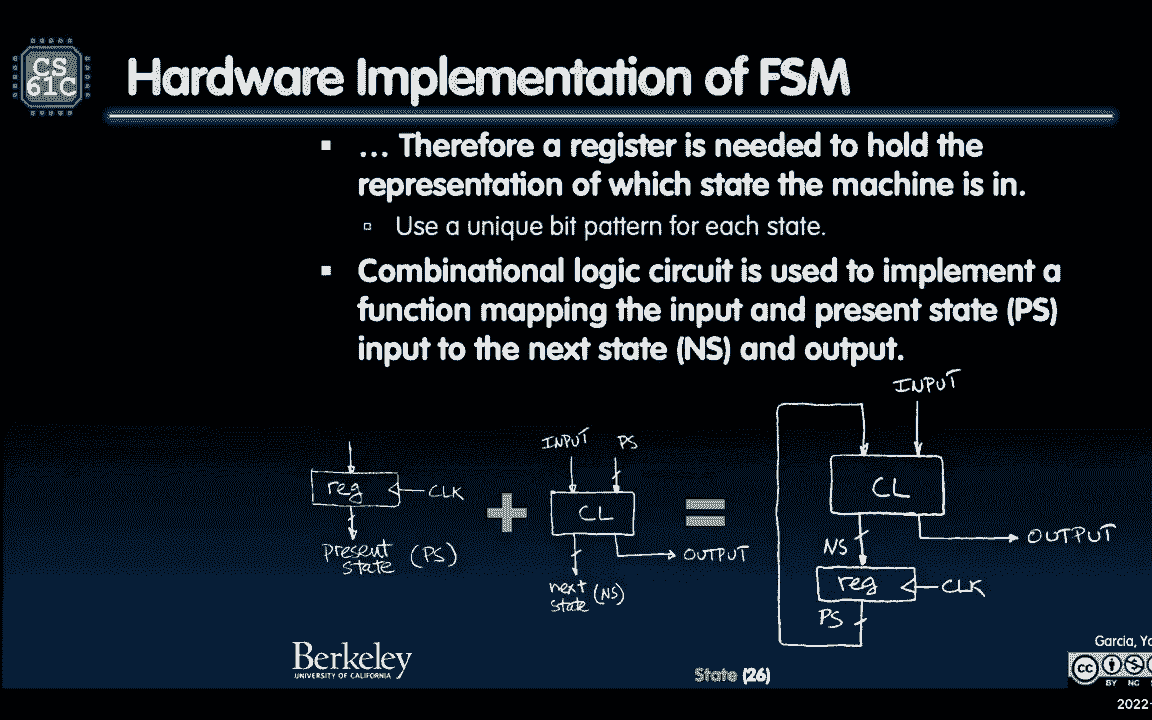 CS
61C
Hardware Implementation of FSM
… Therefore a register is needed to hold the
representation of which state the machine is in.
Use a unique bit pattern for each state.
Combinational logic circuit is used to implement a
function mapping the input and present state (PS)
input to the next state (NS) and output.
reg
CLK
present
state (PS)
+
INPUT PS
CL
OUTPUT
next
state (NS)
=
INPUT
CL
OUTPUT
NS
reg
CLK
PS
Berkeley
UNIVERSITY OF CALIFORNIA
State (26)
Garcia,
cc
BY NC
2022-